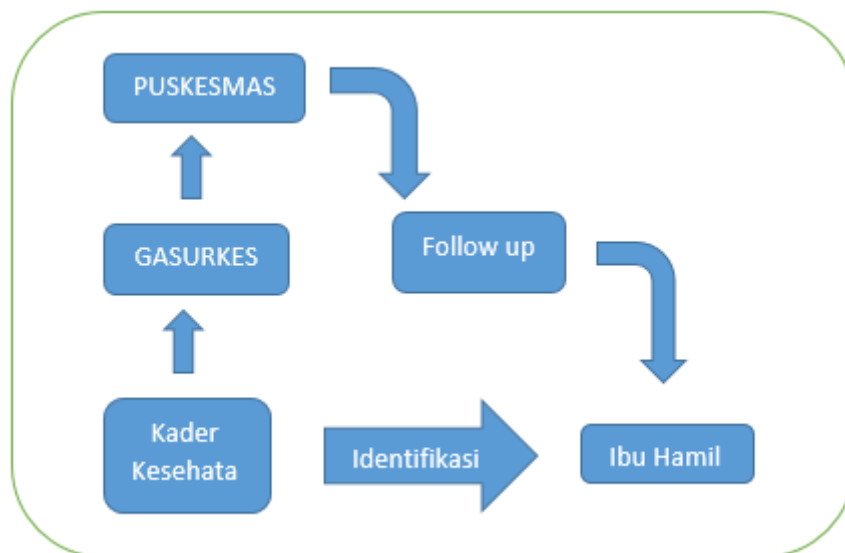 PUSKESMAS
GASURKES
Follow up
Kader
Kesehata
Identifikasi
Ibu Hamil